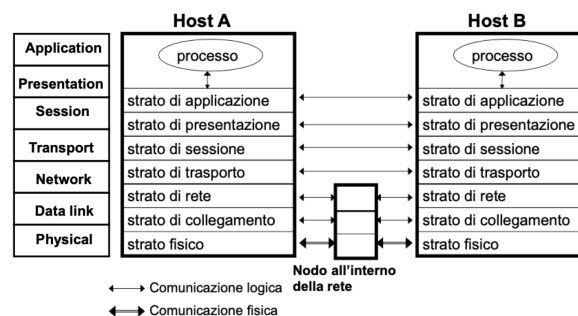 Host A
Host B
Application
Presentation
Session
Transport
Network
Data link
Physical
processo
strato di applicazione
strato di presentazione
strato di sessione
strato di trasporto
strato di rete
strato di collegamento
strato fisico
processo
strato di applicazione
strato di presentazione
strato di sessione
strato di trasporto
strato di rete
strato di collegamento
strato fisico
Nodo all'interno
della rete
Comunicazione logica
Comunicazione fisica